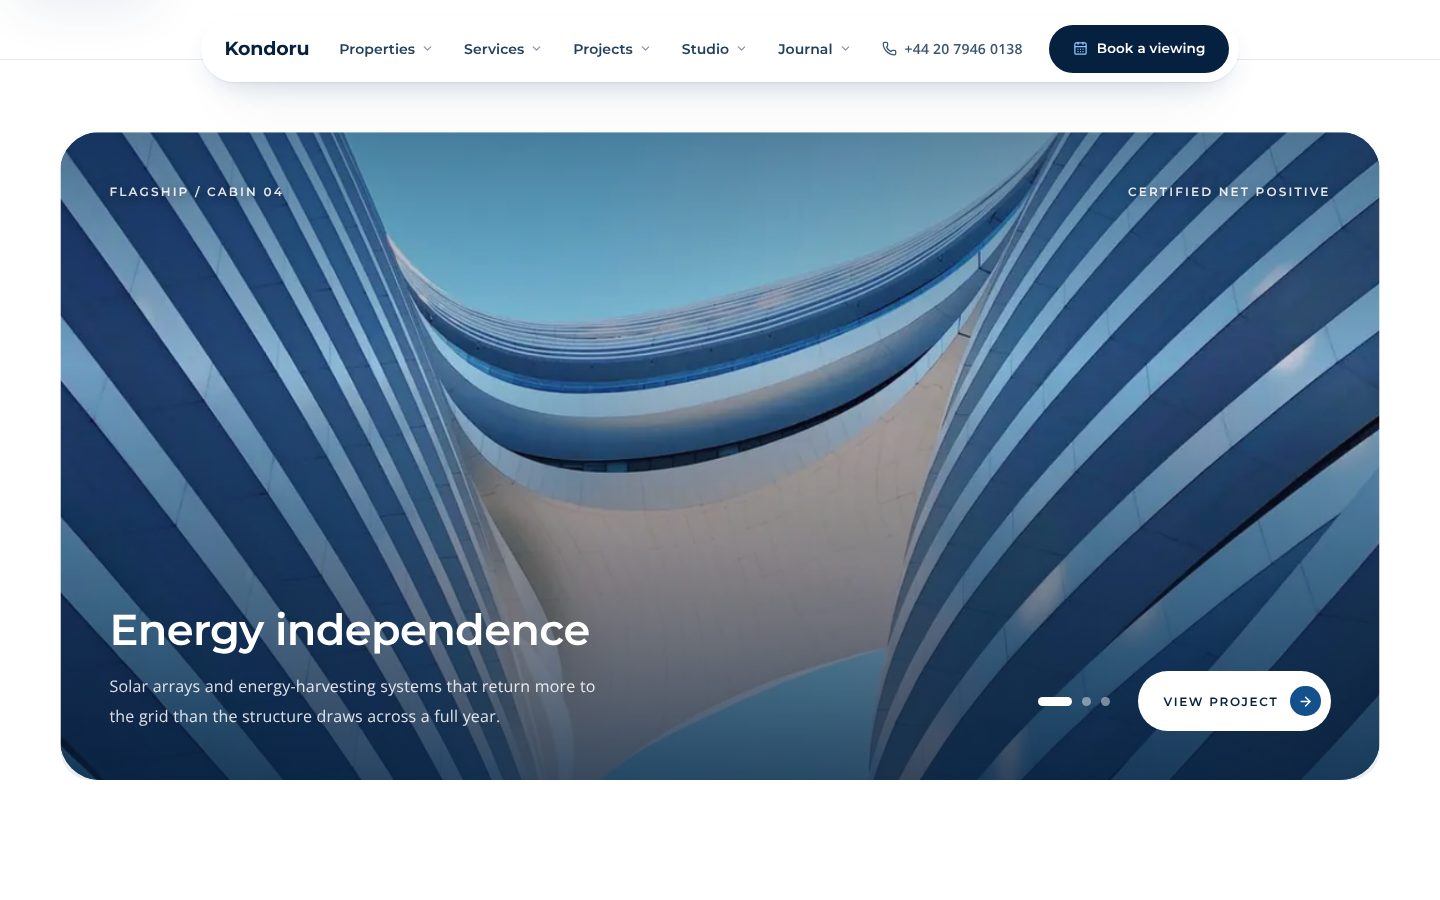 Kondoru
Properties
Services
Projects
Studio
Journal
+44 20 7946 0138
Book a viewing
FLAGSHIP / CABIN 04
CERTIFIED NET POSITIVE
Energy independence
Solar arrays and energy-harvesting systems that return more to
the grid than the structure draws across a full year.
VIEW PROJECT